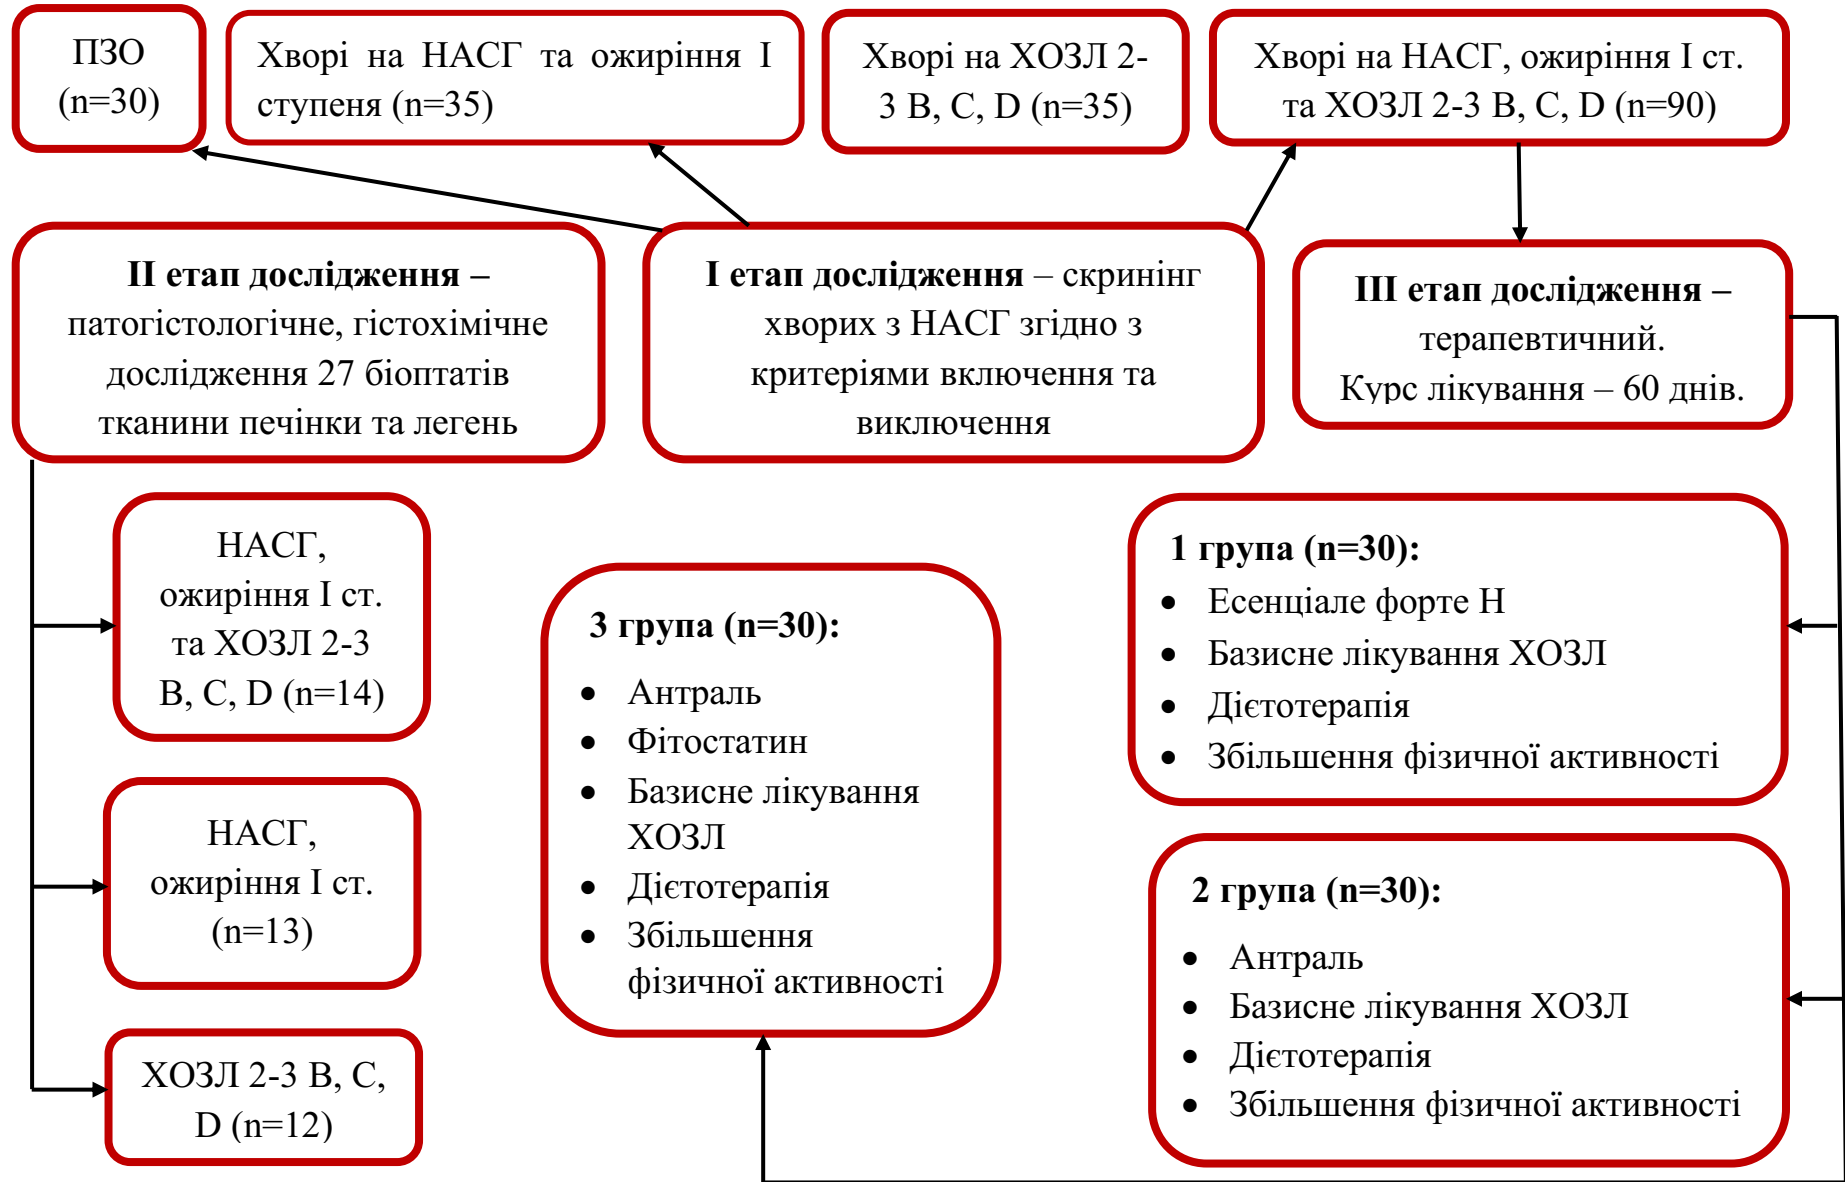 ПЗО
(n=30)
Хворі на НАСГ та ожиріння І
ступеня (n=35)
Хворі на ХОЗЛ 2-
3 В, С, D (n=35)
Хворі на НАСГ, ожиріння І ст.
та ХОЗЛ 2-3 В, С, D (n=90)
ІІ етап дослідження –
патогістологічне, гістохімічне
дослідження 27 біоптатів
тканини печінки та легень
І етап дослідження – скринінг
хворих з НАСГ згідно з
критеріями включення та
виключення
ІІІ етап дослідження –
терапевтичний.
Курс лікування – 60 днів.
НАСГ,
ожиріння І ст.
та ХОЗЛ 2-3
В, С, D (n=14)
НАСГ,
ожиріння І ст.
(n=13)
ХОЗЛ 2-3 В, С,
D (n=12)
3 група (n=30):
• Антраль
• Фітостатин
• Базисне лікування
ХОЗЛ
• Дієтотерапія
• Збільшення
фізичної активності
1 група (n=30):
• Есенціале форте Н
• Базисне лікування ХОЗЛ
• Дієтотерапія
• Збільшення фізичної активності
2 група (n=30):
• Антраль
• Базисне лікування ХОЗЛ
• Дієтотерапія
• Збільшення фізичної активності